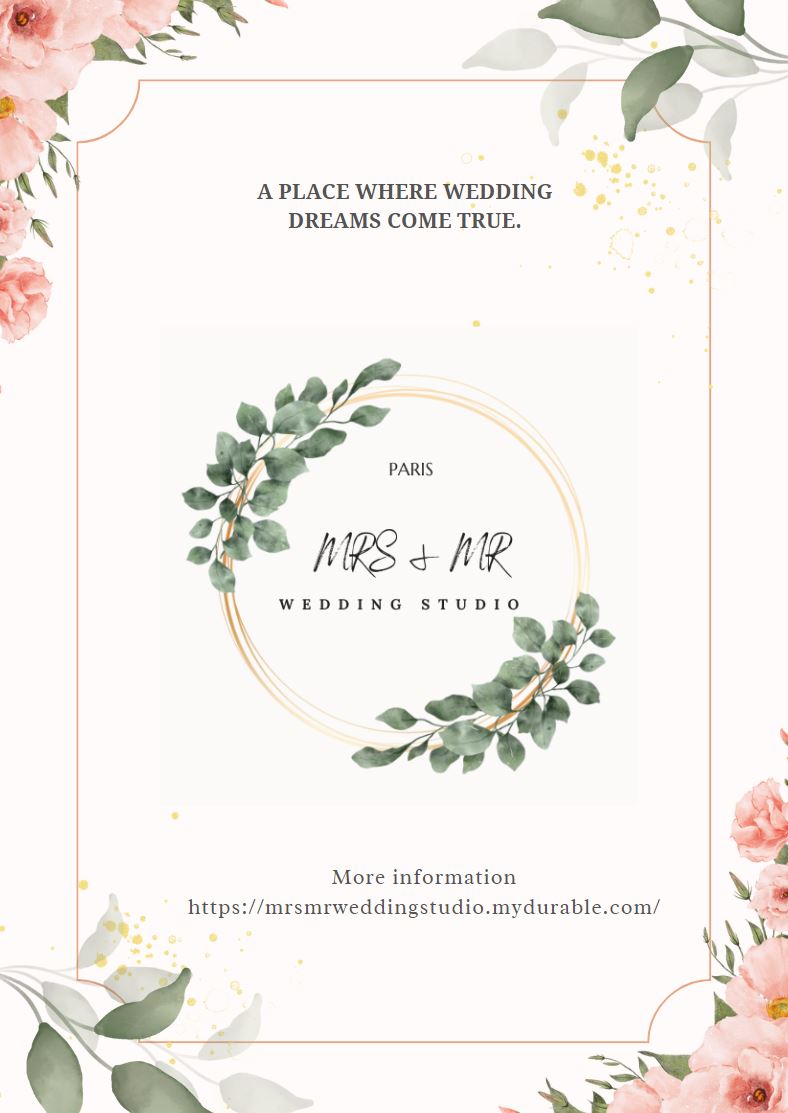 A PLACE WHERE WEDDING
DREAMS COME TRUE.
PARIS
MRS & MR
WEDDING STUDIO
More information
https://mrsmrweddingstudio.mydurable.com/